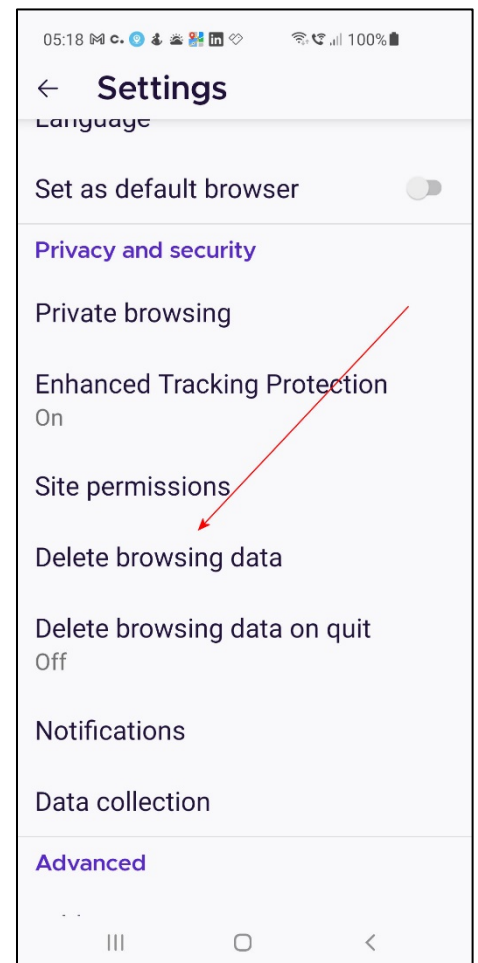 05:18
100%
Settings
Language
Set as default browser
Privacy and security
Private browsing
Enhanced Tracking Protection
On
Site permissions
Delete browsing data
Delete browsing data on quit
Off
Notifications
Data collection
Advanced